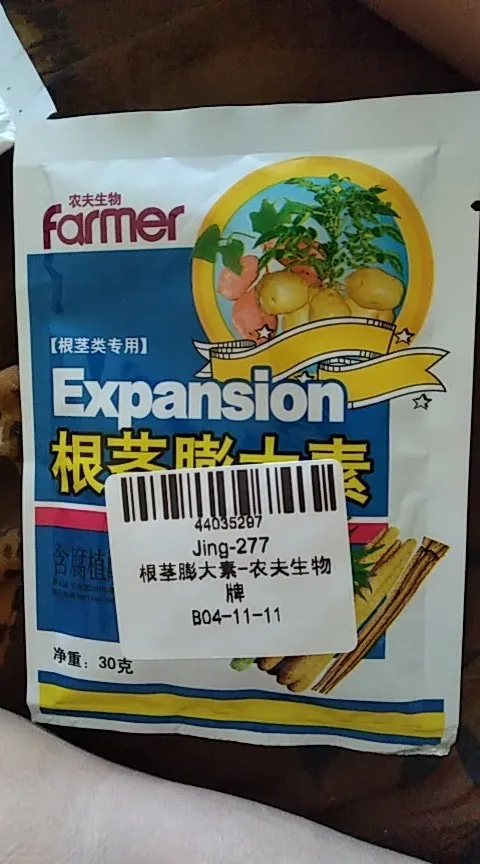 农夫生物
farmer
【根茎类专用】
Expansion
根茎膨大素
44035297
Jing-277
根茎膨大素-农夫生物
牌
B04-11-11
含腐植
净重：30克